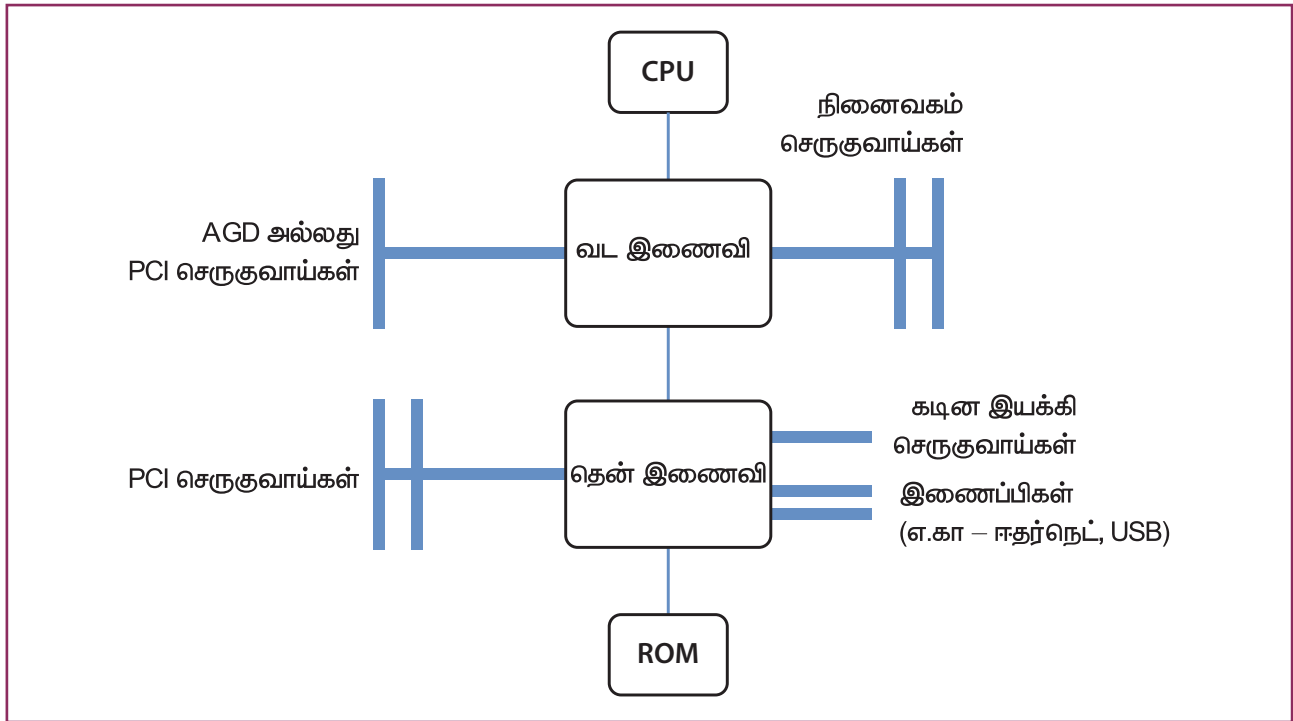 CPU
நினைவகம்
செருகுவாய்கள்
AGD அல்லது
PCI செருகுவாய்கள்
வட இணைவி
கடின இயக்கி
செருகுவாய்கள்
PCI செருகுவாய்கள்
தென் இணைவி
இணைப்பிகள்
(எ.கா – ஈதர்நெட், USB)
ROM